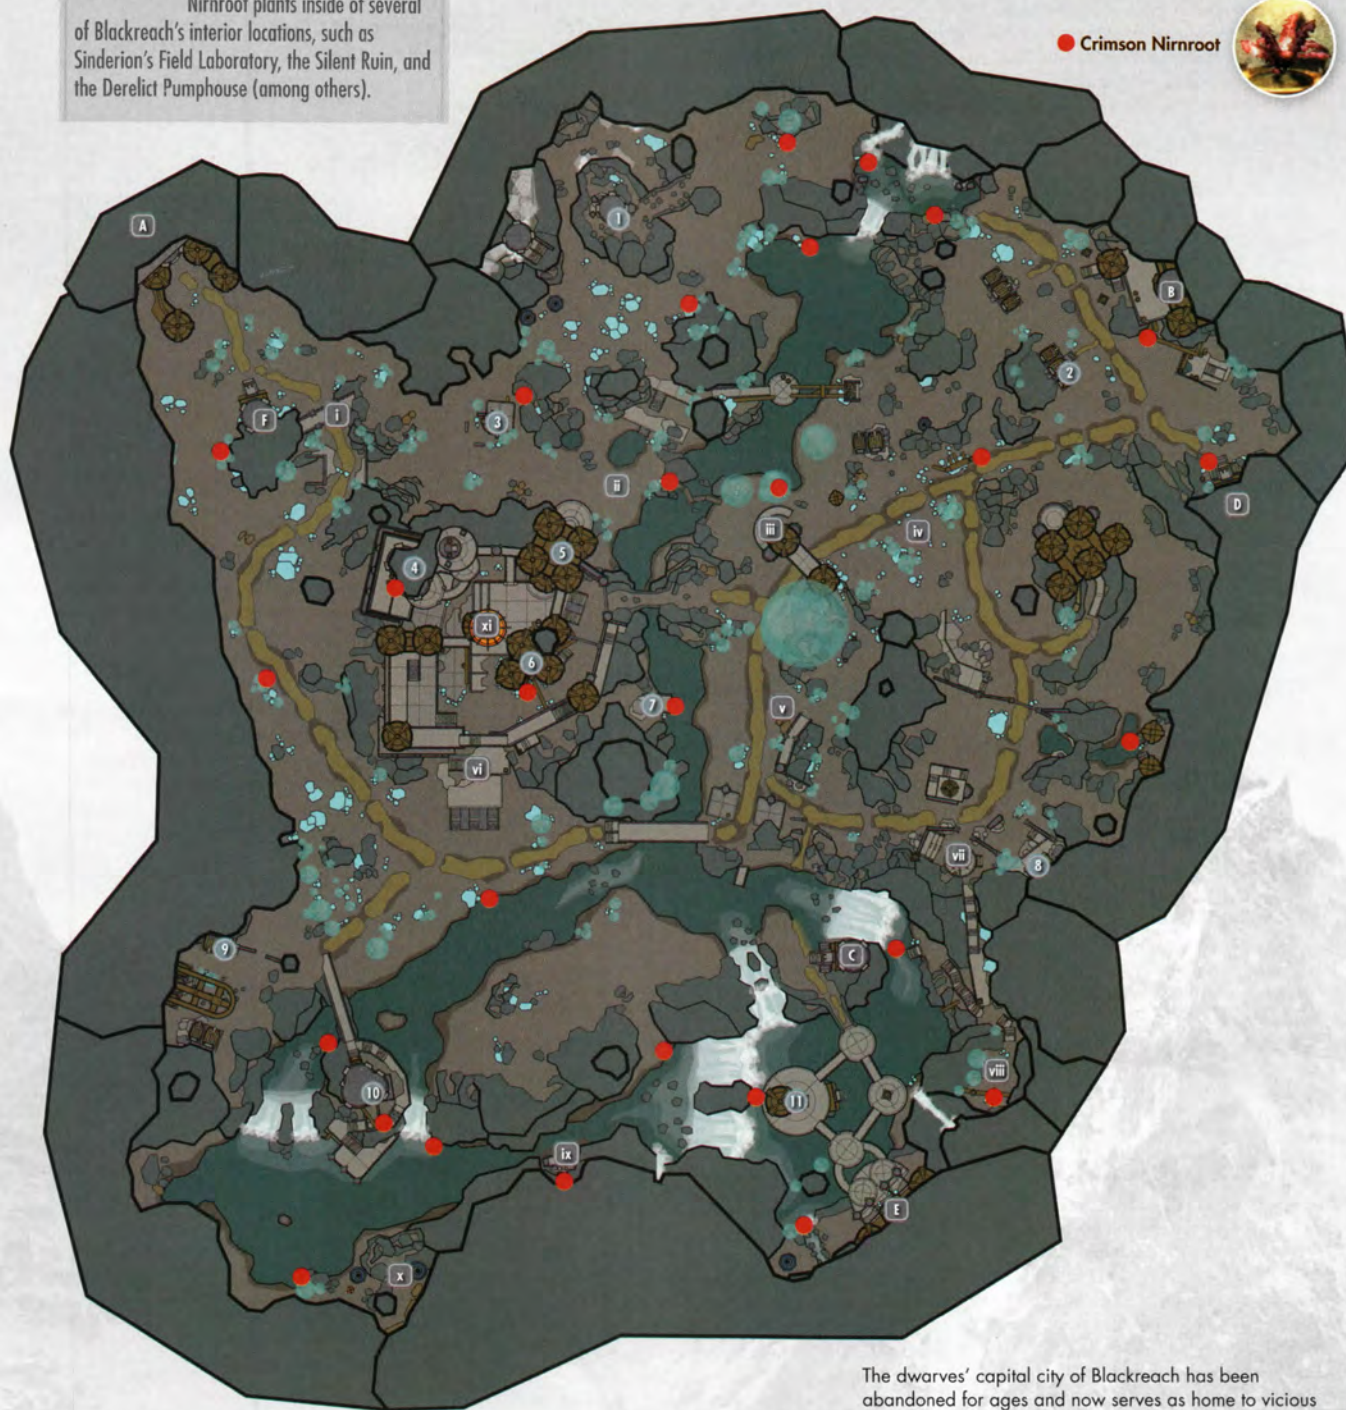 Nirnroot plants inside of several
of Blackreach's interior locations, such as
Sinderion's Field Laboratory, the Silent Ruin, and
the Derelict Pumphouse (among others).
Crimson Nirnroot
A
1
B
2
F
i
3
ii
D
iii
iv
4
5
xi
6
7
v
vi
vii
8
9
C
viii
10
11
ix
E
x
The dwarves' capital city of Blackreach has been
abandoned for ages and now serves as home to vicious